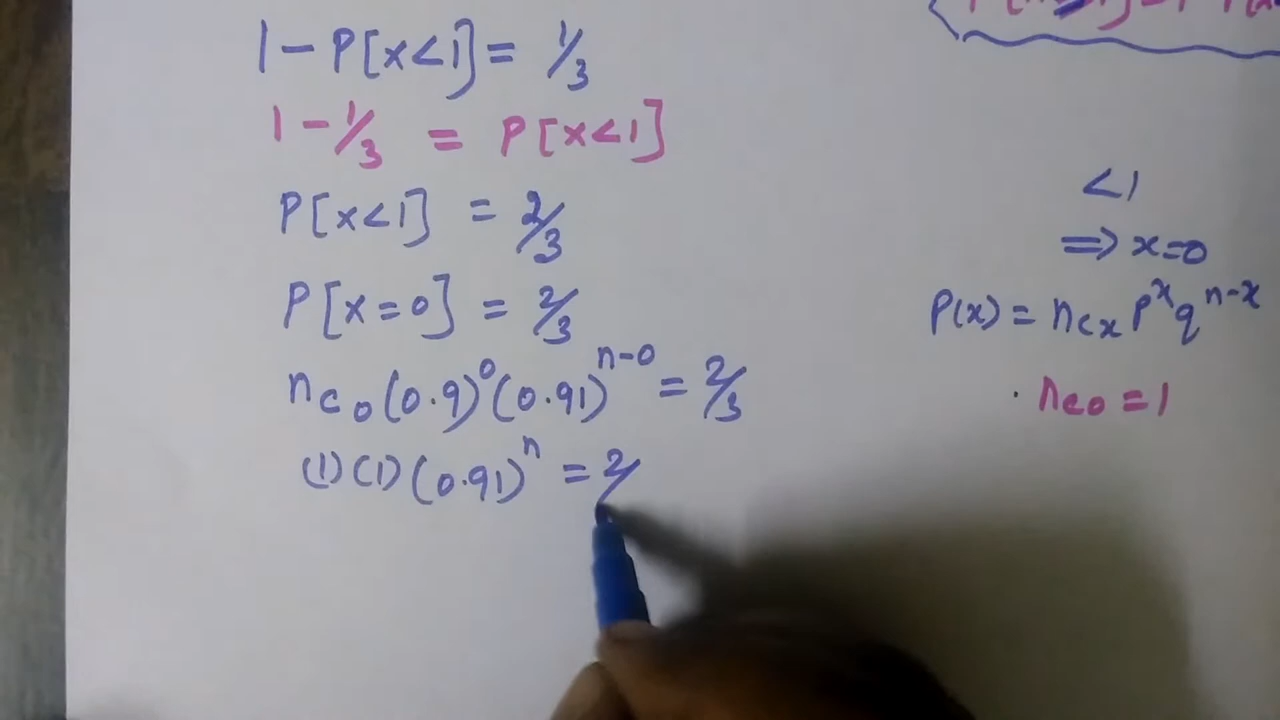 1 - P[x<1] = 1/3
1 - 1/3 = P[x<1]
P[x<1] = 2/3
P[x=0] = 2/3
nc0 (0.9)^0 (0.91)^n-0 = 2/3
(1) (1) (0.91)^n = 2/
<1
=> x=0
P(x) = ncx p^x q^n-x
nc0 = 1